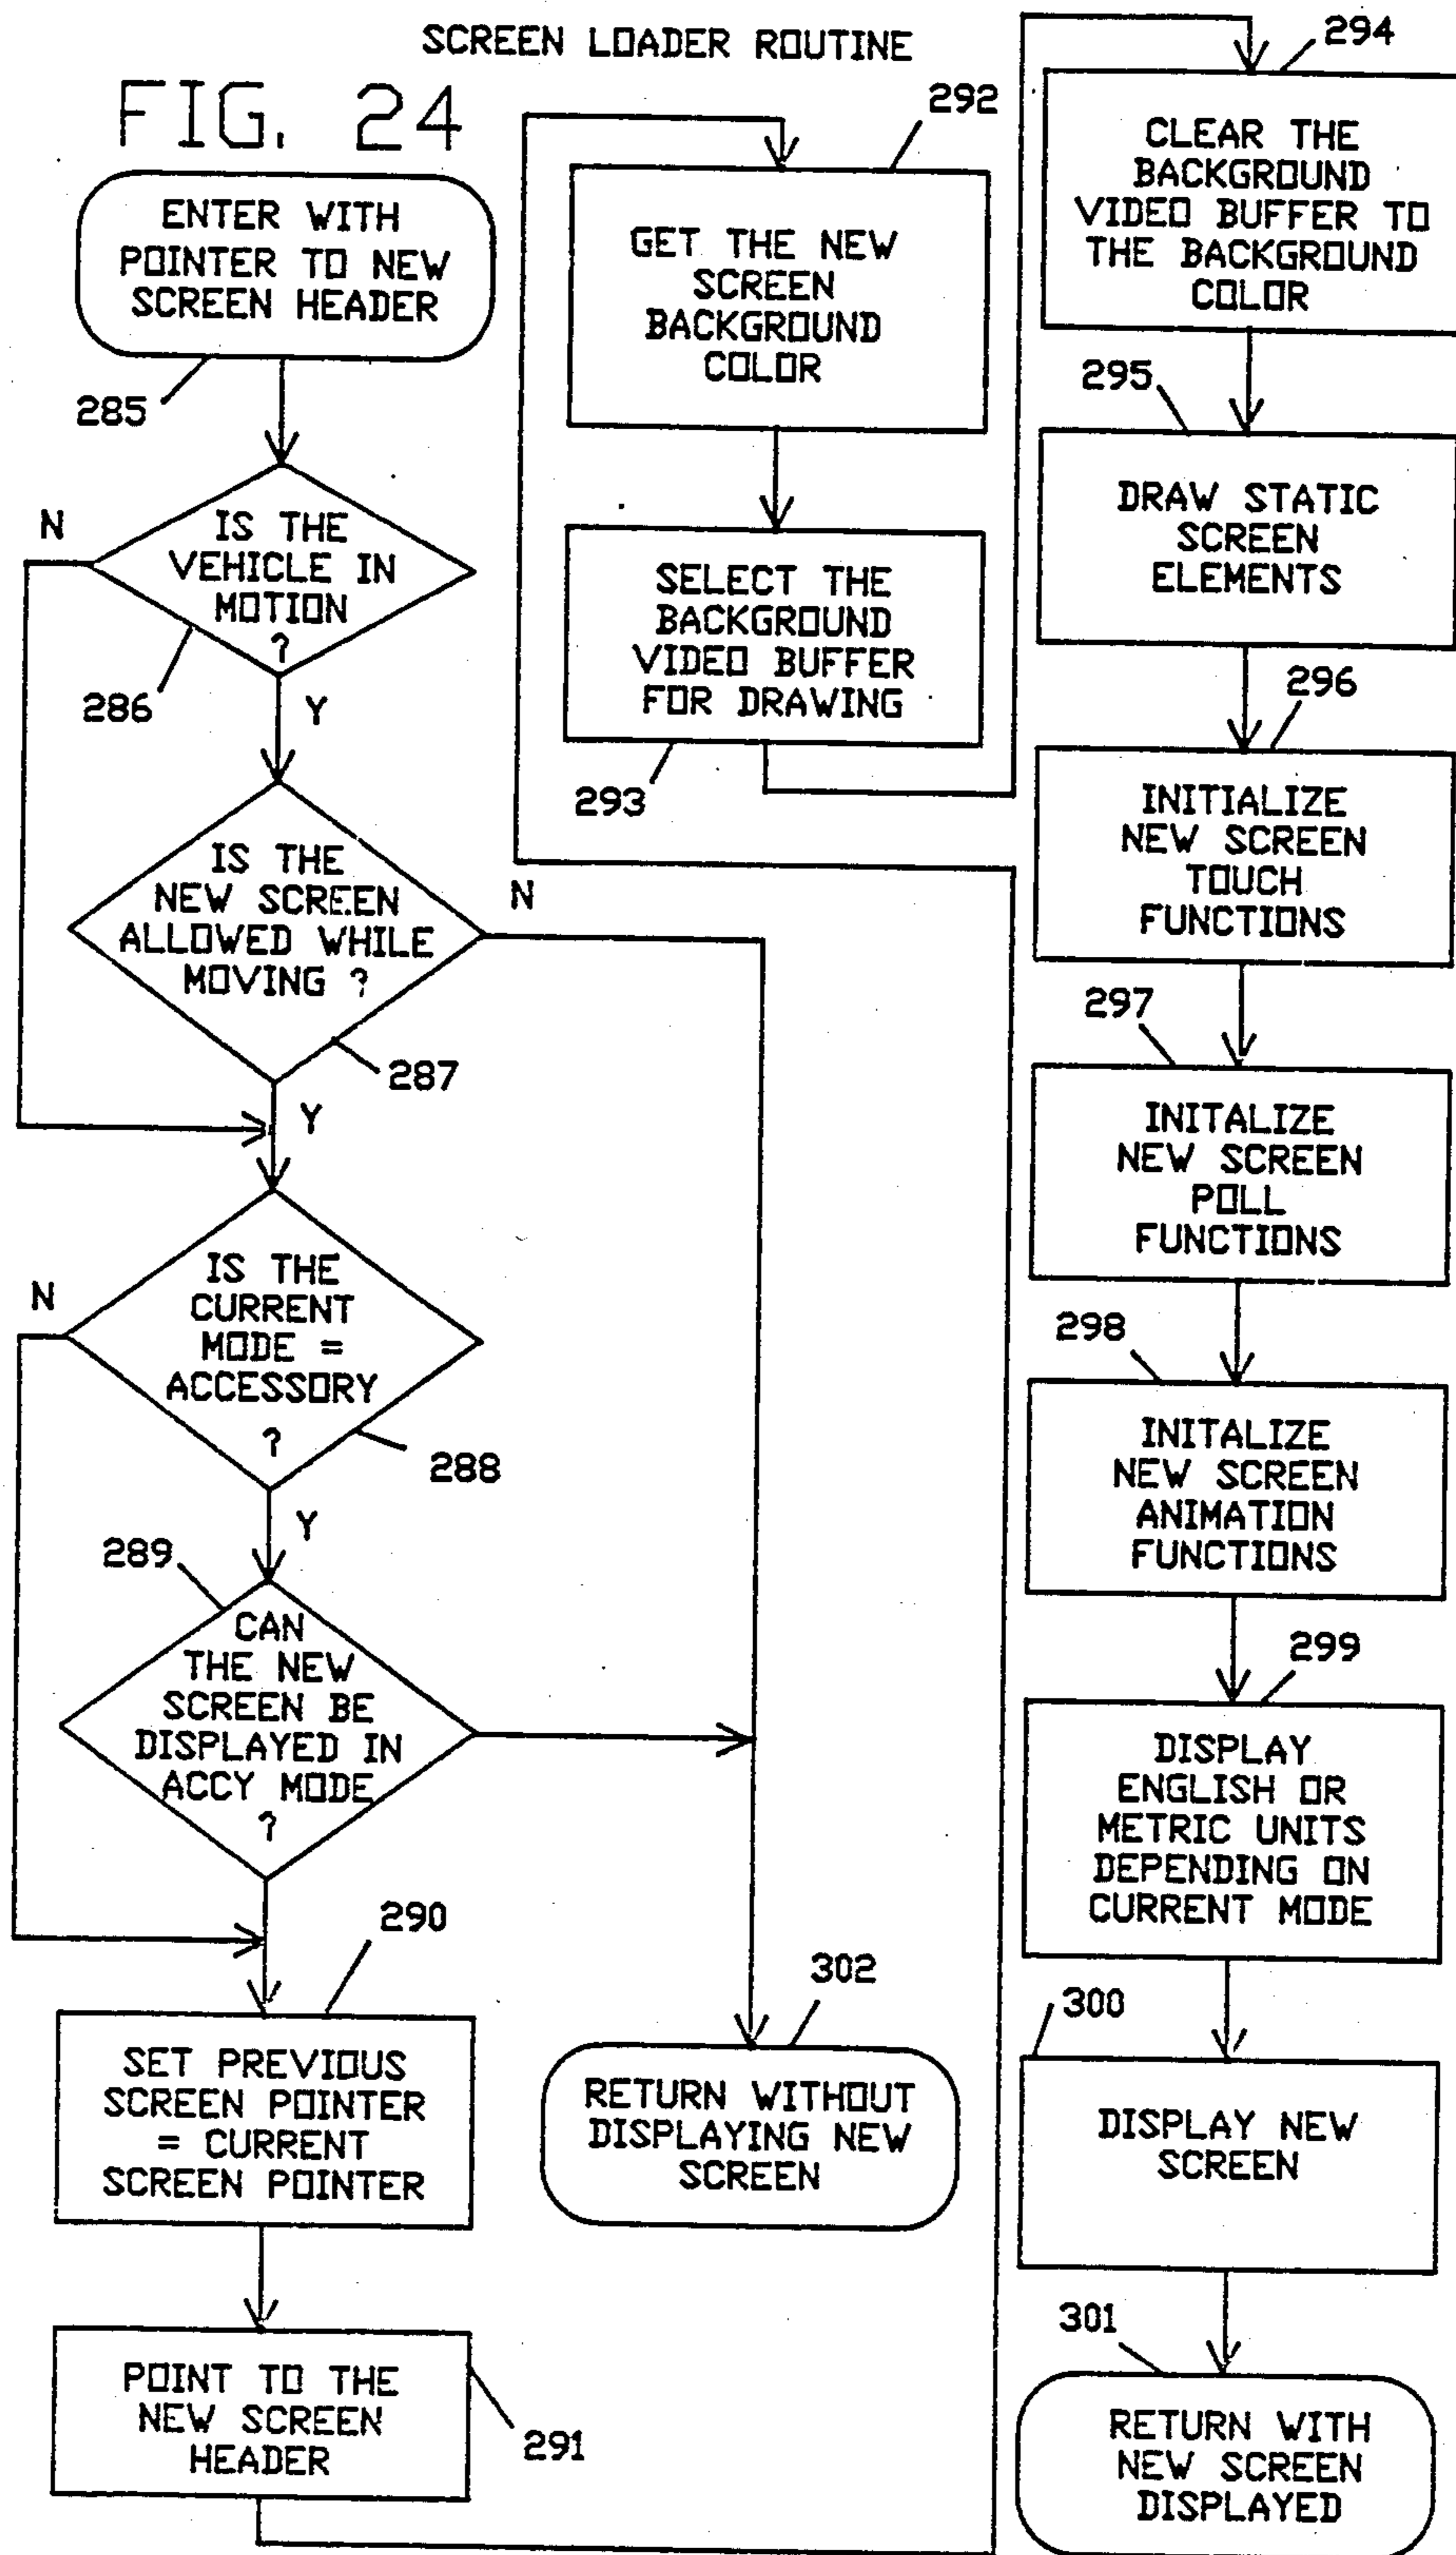 SCREEN LOADER ROUTINE
FIG. 24
ENTER WITH
POINTER TO NEW
SCREEN HEADER
285
IS THE
VEHICLE IN
MOTION
?
N
Y
286
IS THE
NEW SCREEN
ALLOWED WHILE
MOVING ?
N
Y
287
IS THE
CURRENT
MODE =
ACCESSORY
?
N
Y
288
289
CAN
THE NEW
SCREEN BE
DISPLAYED IN
ACCY MODE
?
290
SET PREVIOUS
SCREEN POINTER
= CURRENT
SCREEN POINTER
POINT TO THE
NEW SCREEN
HEADER
291
292
GET THE NEW
SCREEN
BACKGROUND
COLOR
SELECT THE
BACKGROUND
VIDEO BUFFER
FOR DRAWING
293
302
RETURN WITHOUT
DISPLAYING NEW
SCREEN
294
CLEAR THE
BACKGROUND
VIDEO BUFFER TO
THE BACKGROUND
COLOR
295
DRAW STATIC
SCREEN
ELEMENTS
296
INITIALIZE
NEW SCREEN
TOUCH
FUNCTIONS
297
INITALIZE
NEW SCREEN
POLL
FUNCTIONS
298
INITALIZE
NEW SCREEN
ANIMATION
FUNCTIONS
299
DISPLAY
ENGLISH OR
METRIC UNITS
DEPENDING ON
CURRENT MODE
300
DISPLAY NEW
SCREEN
301
RETURN WITH
NEW SCREEN
DISPLAYED